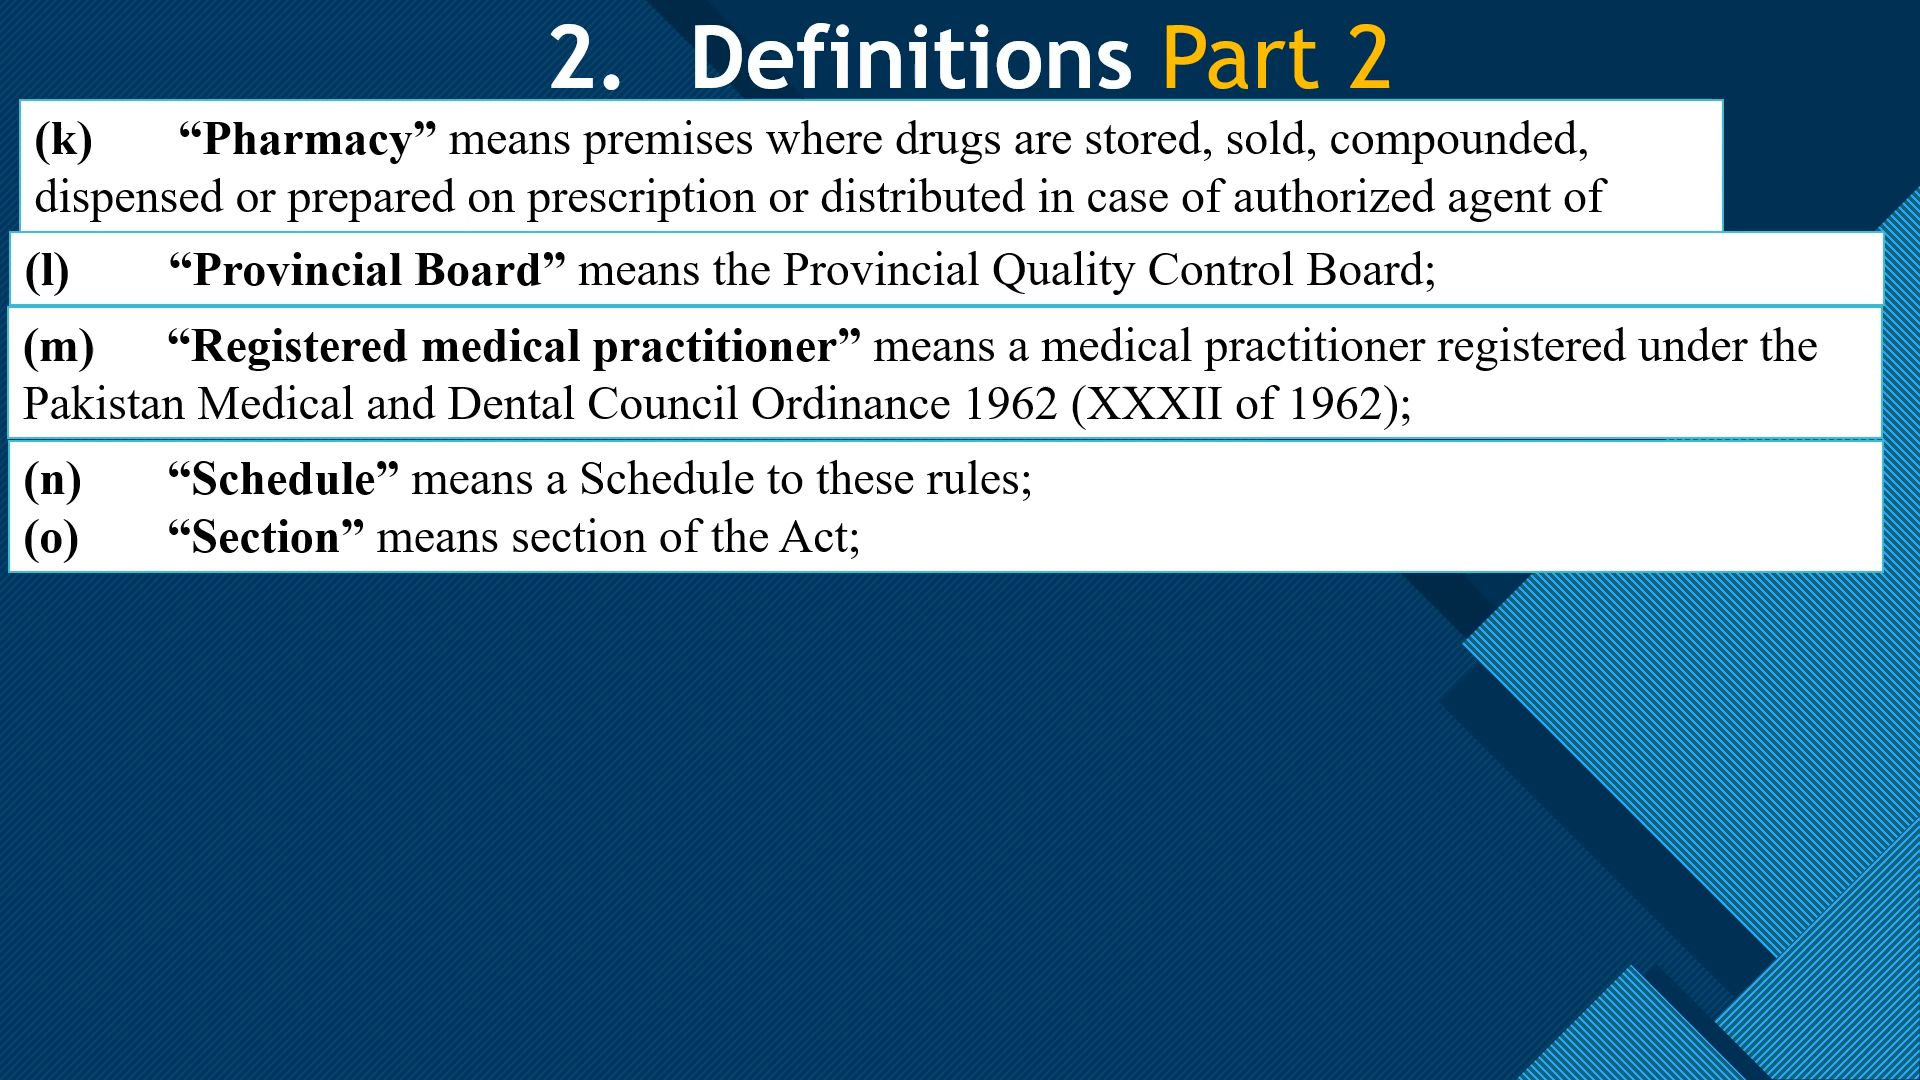 2. Definitions Part 2
(k) “Pharmacy” means premises where drugs are stored, sold, compounded,
dispensed or prepared on prescription or distributed in case of authorized agent of
(l) “Provincial Board” means the Provincial Quality Control Board;
(m) “Registered medical practitioner” means a medical practitioner registered under the
Pakistan Medical and Dental Council Ordinance 1962 (XXXII of 1962);
(n) “Schedule” means a Schedule to these rules;
(o) “Section” means section of the Act;